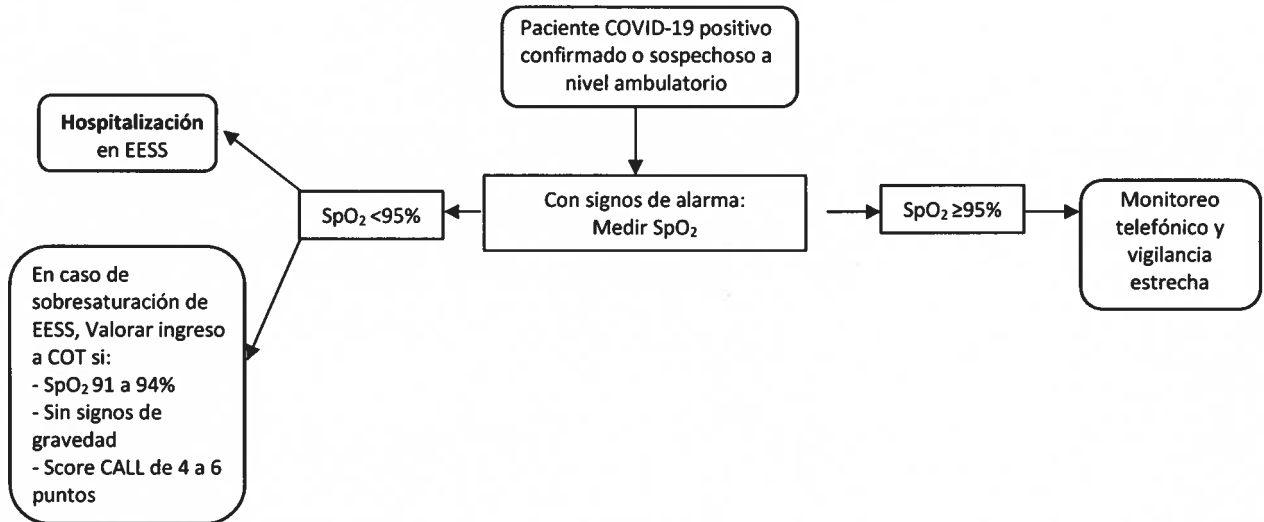 Paciente COVID-19 positivo
confirmado o sospechoso a
nivel ambulatorio
Hospitalización
en EESS
SpO₂ <95%
Con signos de alarma:
Medir SpO₂
SpO₂ ≥95%
Monitoreo
telefónico y
vigilancia
estrecha
En caso de
sobresaturación de
EESS, Valorar ingreso
a COT si:
- SpO₂ 91 a 94%
- Sin signos de
gravedad
- Score CALL de 4 a 6
puntos